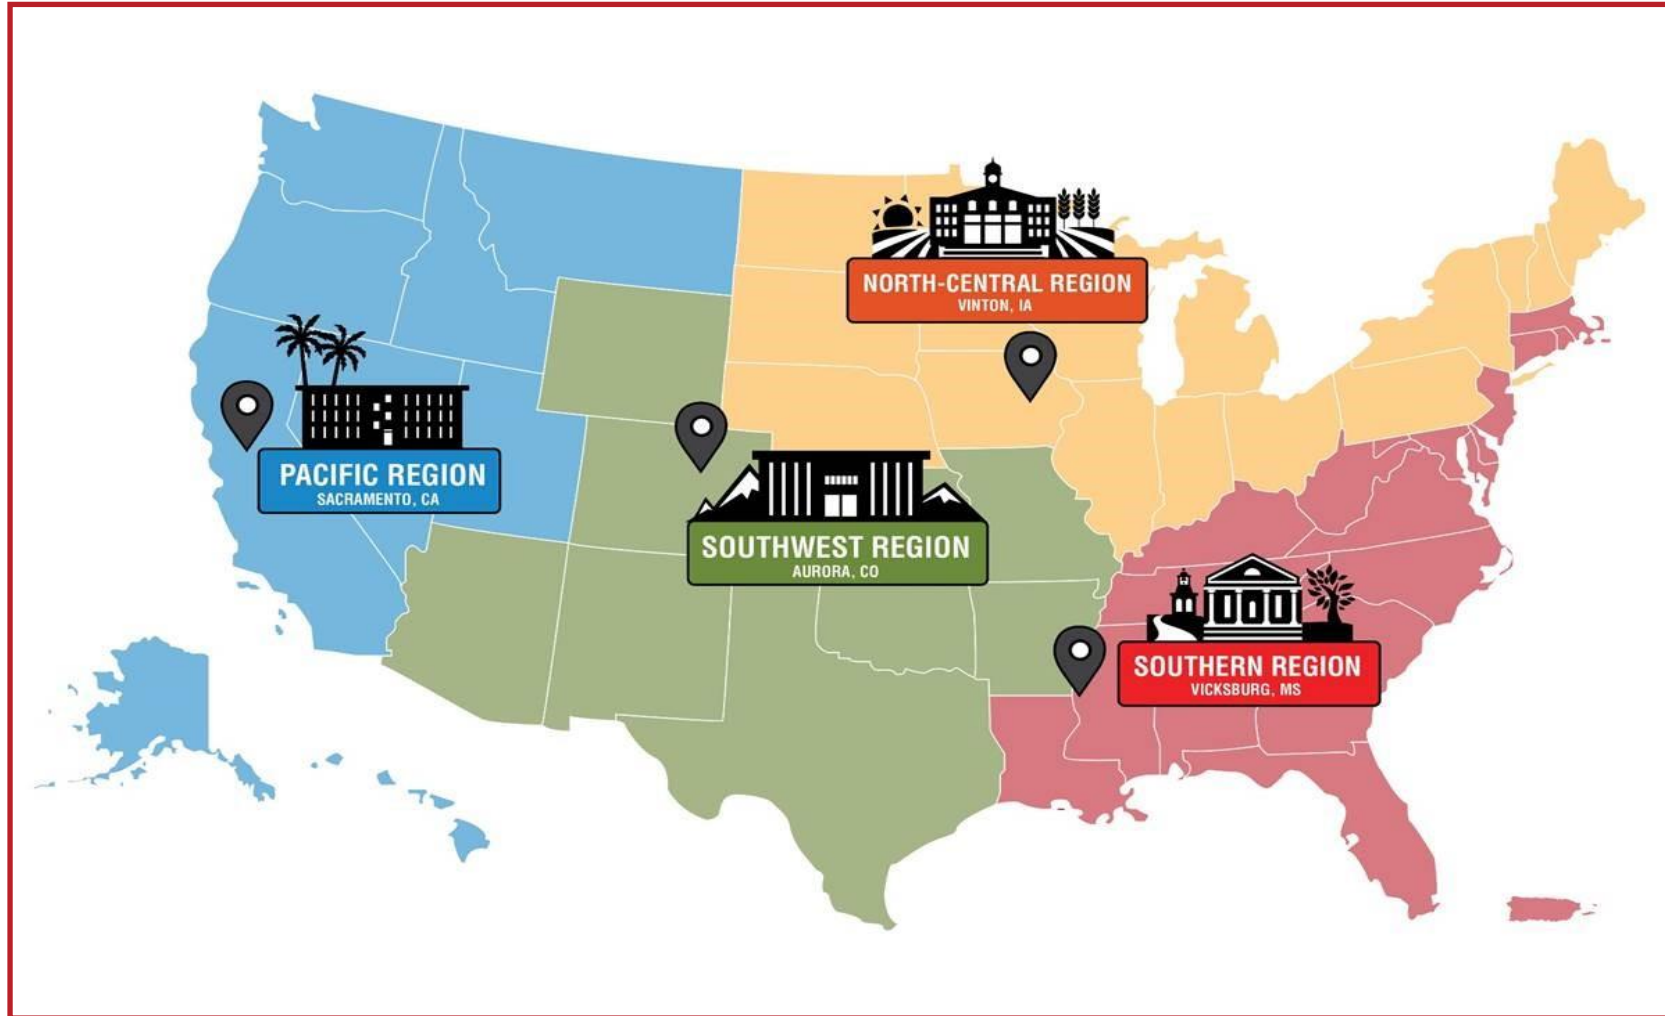 NORTH-CENTRAL REGION
VINTON, IA
PACIFIC REGION
SACRAMENTO, CA
SOUTHWEST REGION
AURORA, CO
SOUTHERN REGION
VICKSBURG, MS